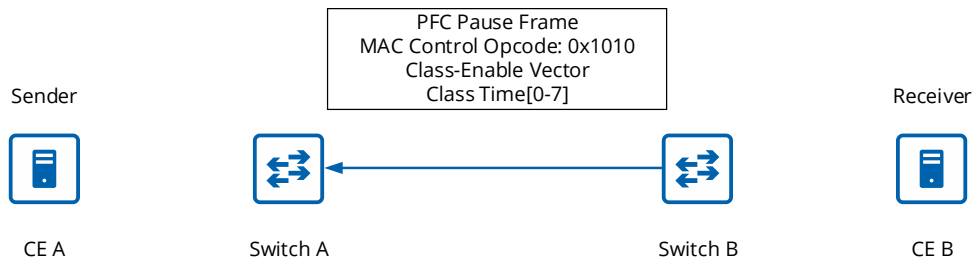 PFC Pause Frame
MAC Control Opcode: 0x1010
Class-Enable Vector
Class Time[0-7]
Sender
Receiver
CE A
Switch A
Switch B
CE B